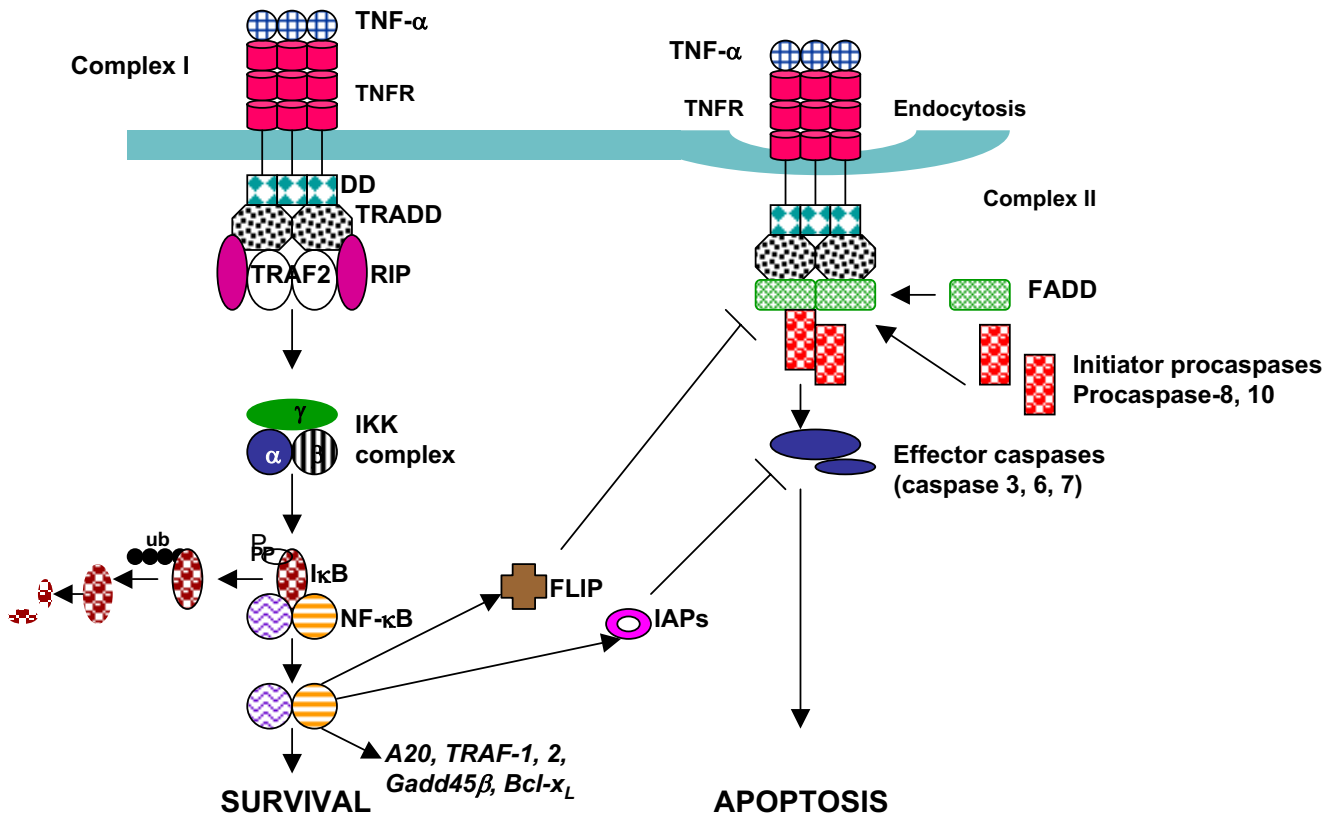 TNF-α
Complex I
TNFR
DD
TRADD
TRAF2
RIP
γ
α
β
IKK
complex
ub
P
PP
IκB
NF-κB
FLIP
IAPs
A20, TRAF-1, 2,
Gadd45β, Bcl-xL
SURVIVAL
TNF-α
TNFR
Endocytosis
Complex II
FADD
Initiator procaspases
Procaspase-8, 10
Effector caspases
(caspase 3, 6, 7)
APOPTOSIS